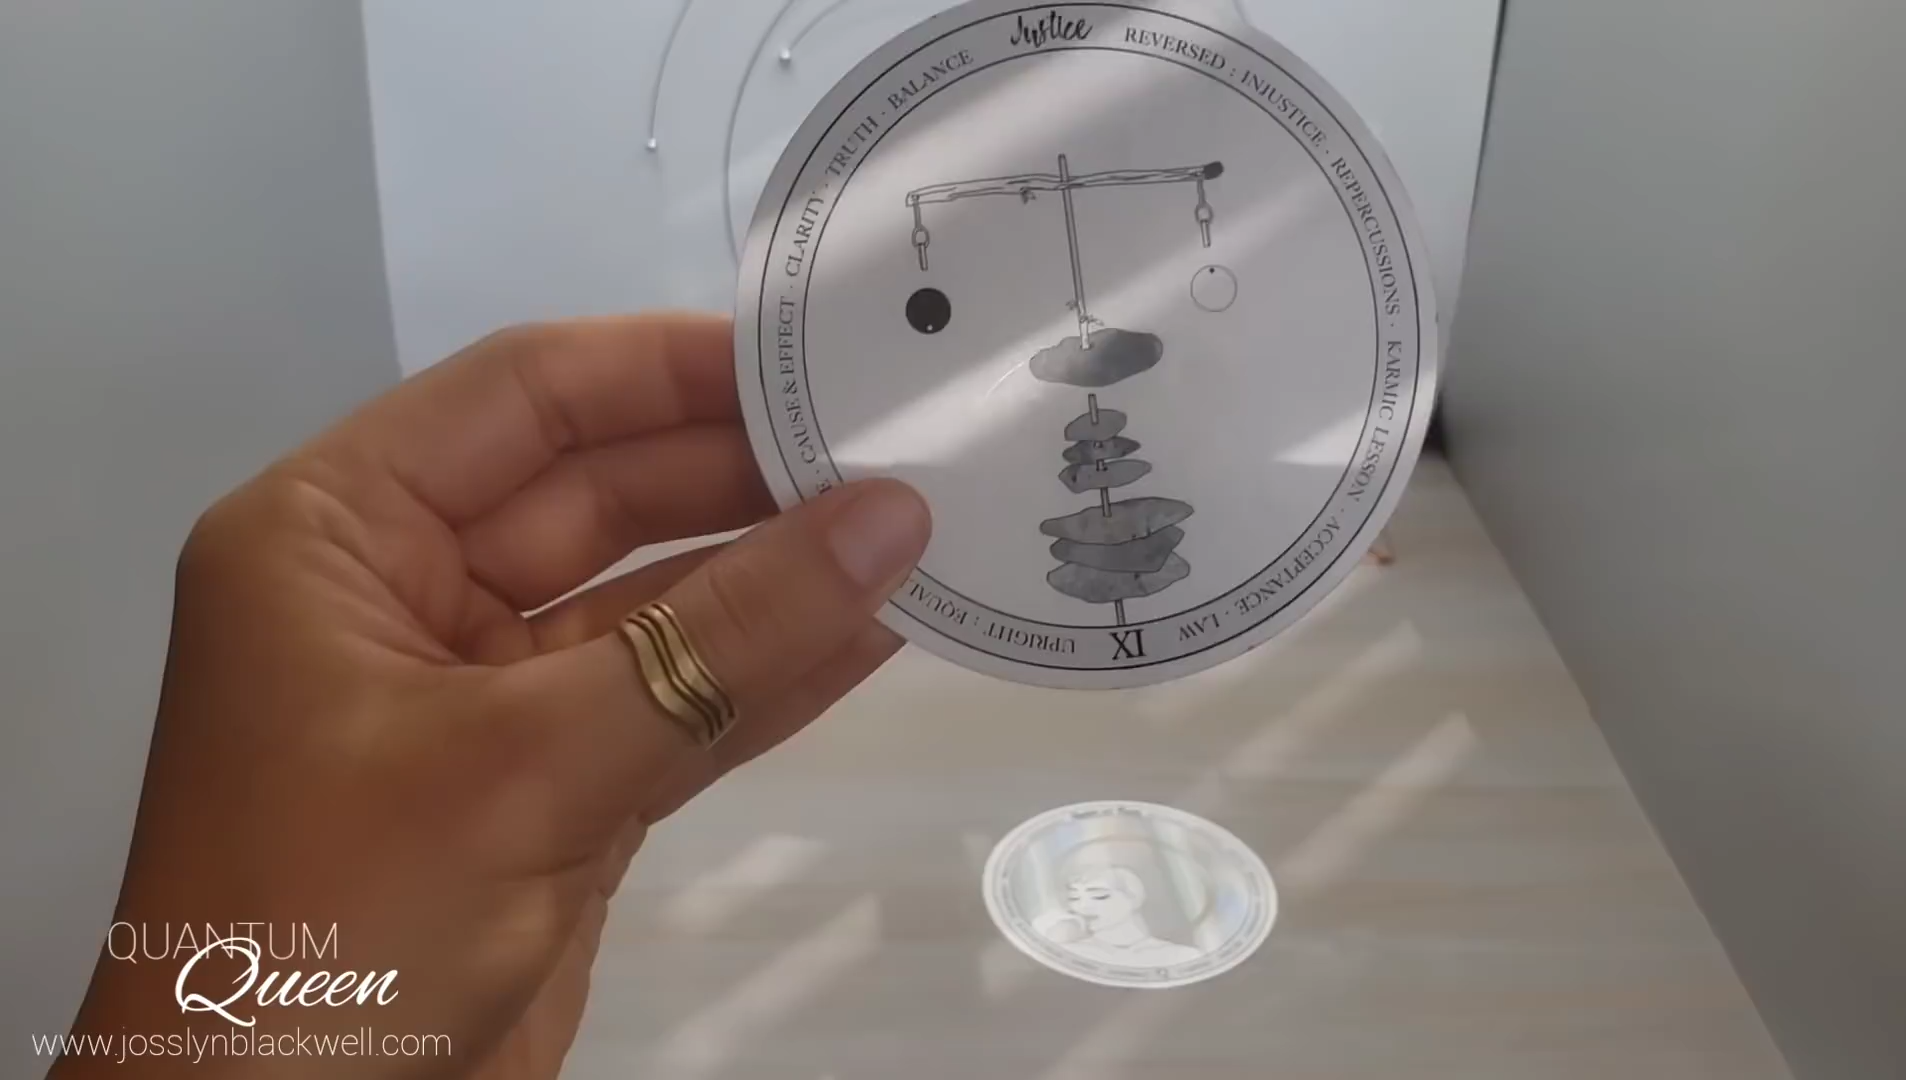 Justice
REVERSED : INJUSTICE · REPERCUSSIONS · KARMIC LESSON · ACCEPTANCE · LAW
IX
UPRIGHT : EQUAL
E · CAUSE & EFFECT · CLARITY · TRUTH · BALANCE
QUANTUM
Queen
www.josslynblackwell.com